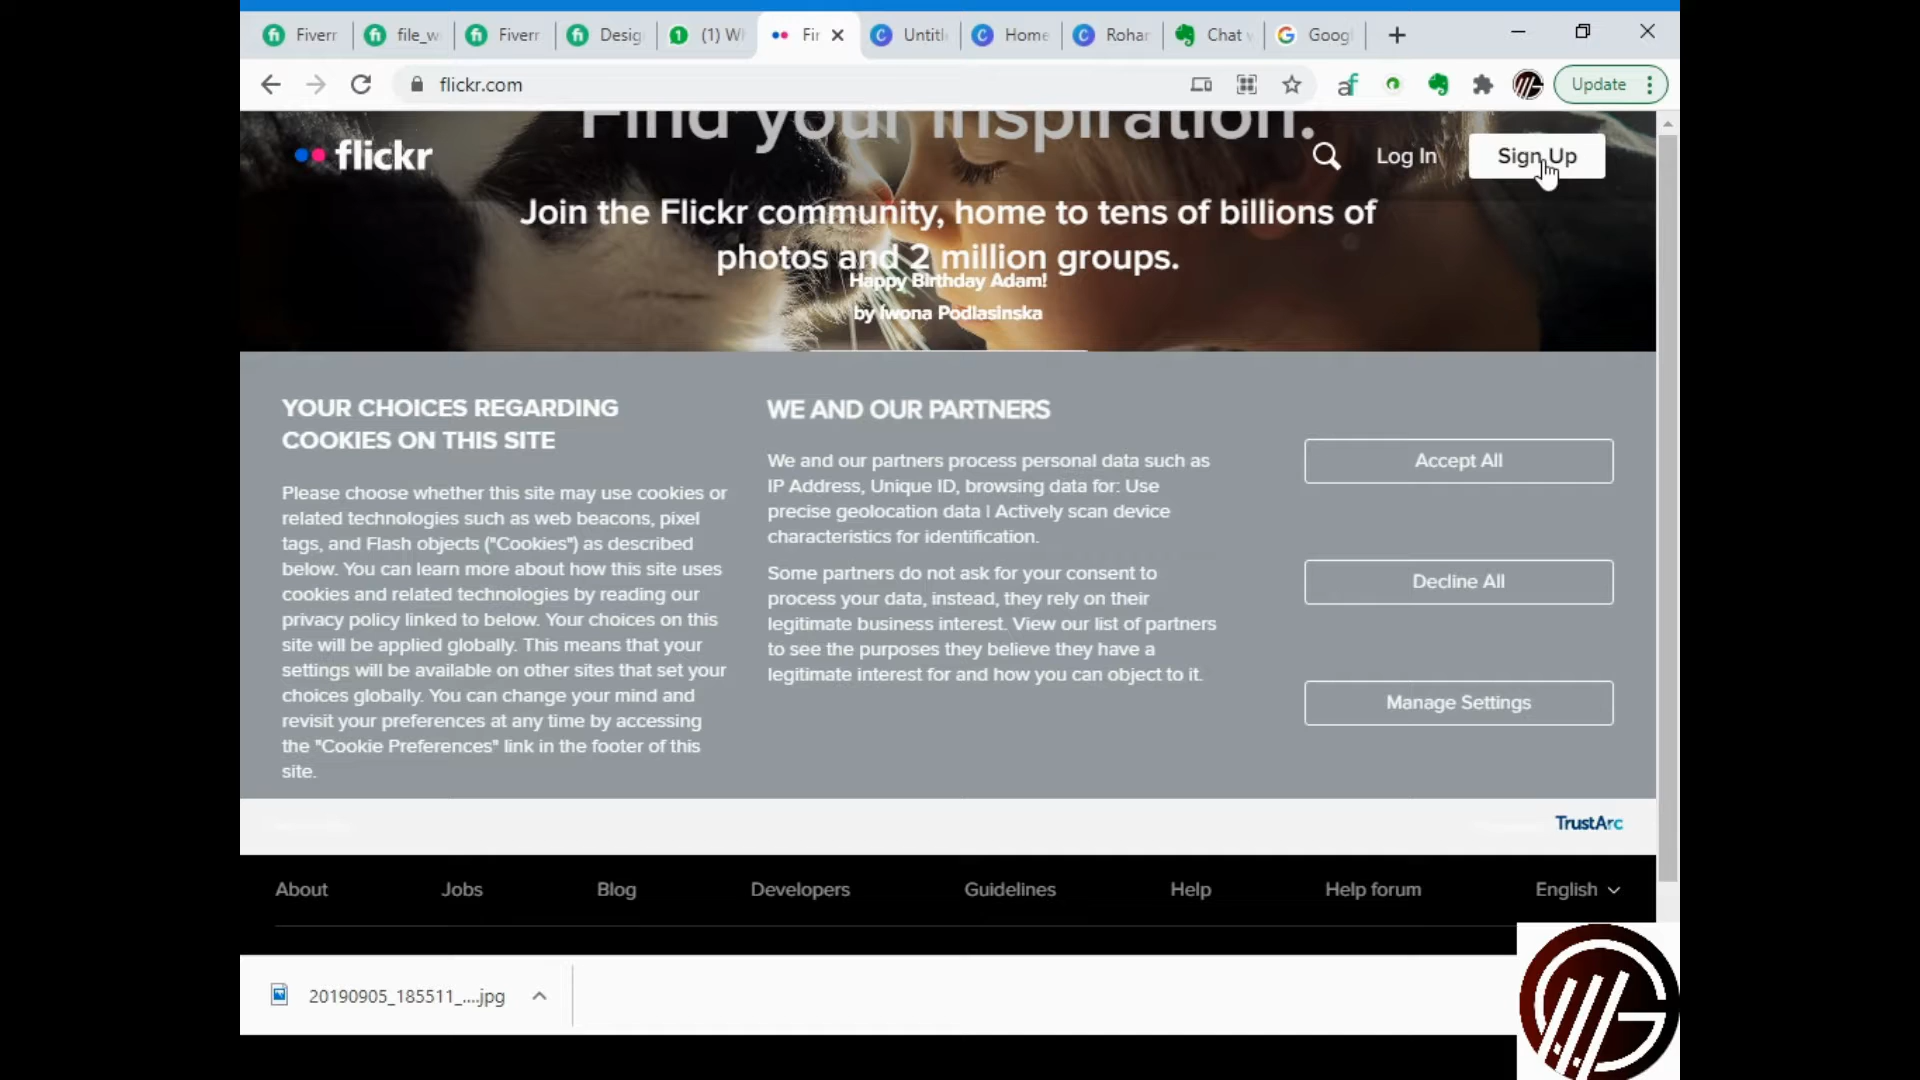 Fiverr
file_w
Fiverr
Desig
(1) W
Fin
Untitl
Home
Rohan
Chat
Googl
flickr.com
Update
Find your inspiration.
flickr
Log In
Sign Up
Join the Flickr community, home to tens of billions of
photos and 2 million groups.
Happy Birthday Adam!
by Iwona Podlasinska
YOUR CHOICES REGARDING
COOKIES ON THIS SITE
Please choose whether this site may use cookies or
related technologies such as web beacons, pixel
tags, and Flash objects ("Cookies") as described
below. You can learn more about how this site uses
cookies and related technologies by reading our
privacy policy linked to below. Your choices on this
site will be applied globally. This means that your
settings will be available on other sites that set your
choices globally. You can change your mind and
revisit your preferences at any time by accessing
the "Cookie Preferences" link in the footer of this
site.
WE AND OUR PARTNERS
We and our partners process personal data such as
IP Address, Unique ID, browsing data for: Use
precise geolocation data | Actively scan device
characteristics for identification.
Some partners do not ask for your consent to
process your data, instead, they rely on their
legitimate business interest. View our list of partners
to see the purposes they believe they have a
legitimate interest for and how you can object to it.
Accept All
Decline All
Manage Settings
TrustArc
About
Jobs
Blog
Developers
Guidelines
Help
Help forum
English
20190905_185511_....jpg